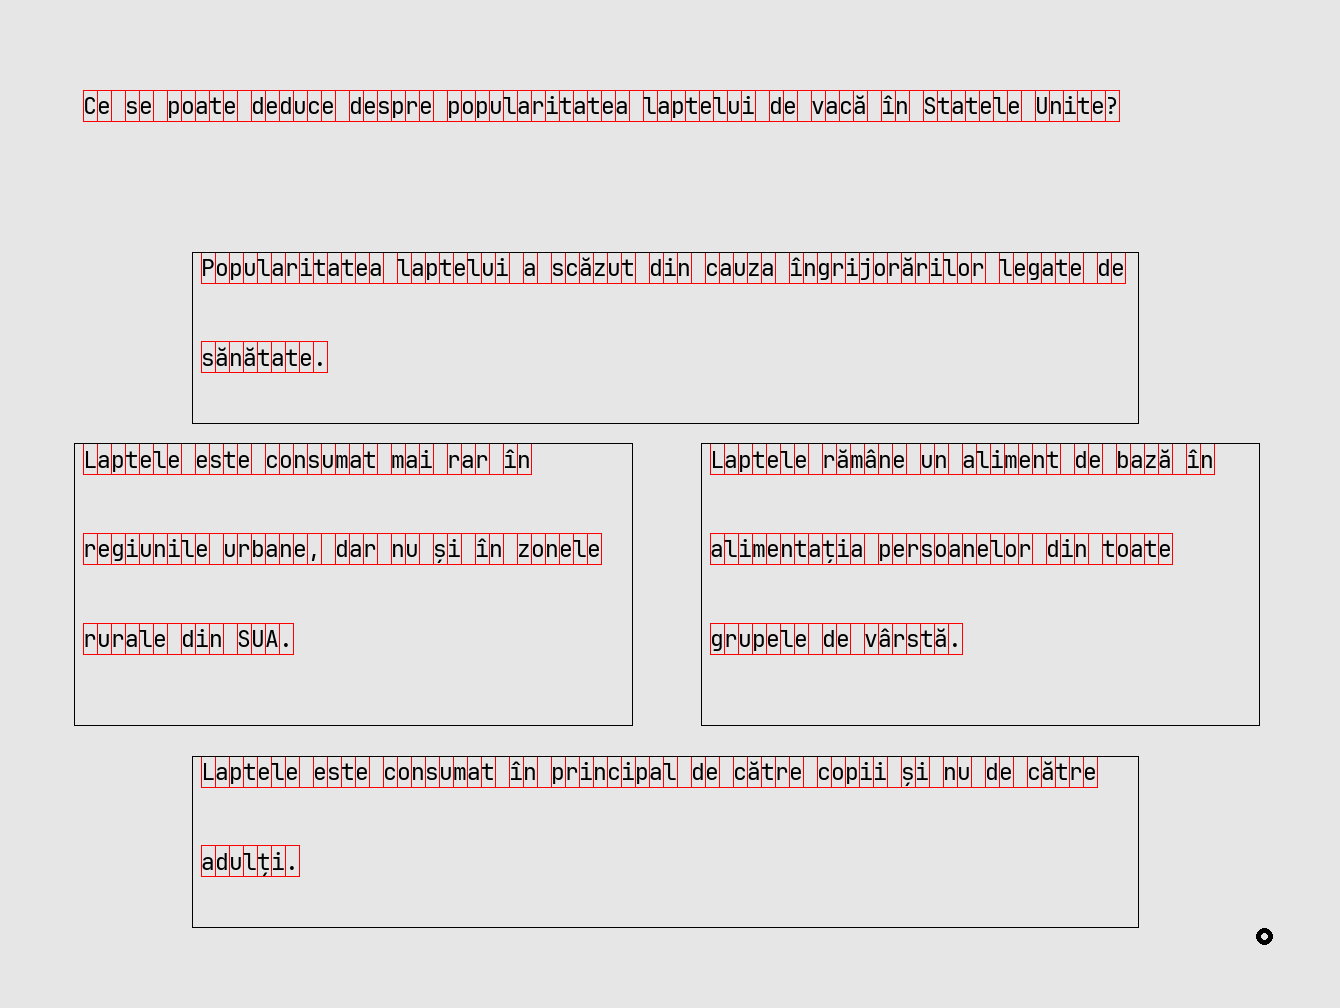 Ce se poate deduce despre popularitatea laptelui de vacă în Statele Unite?
Popularitatea laptelui a scăzut din cauza îngrijorărilor legate de
sănătate.
Laptele este consumat mai rar în
regiunile urbane, dar nu și în zonele
rurale din SUA.
Laptele rămâne un aliment de bază în
alimentația persoanelor din toate
grupele de vârstă.
Laptele este consumat în principal de către copii și nu de către
adulți.